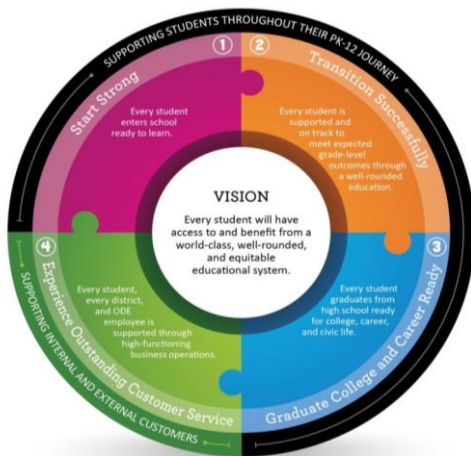 SUPPORTING STUDENTS THROUGHOUT THEIR PK-12 JOURNEY
1
Start Strong
Every student
enters school
ready to learn.
2
Transition Successfully
Every student is
supported and
on track to
meet expected
grade-level
outcomes through
a well-rounded
education.
VISION
Every student will have
access to and benefit from a
world-class, well-rounded,
and equitable
educational system.
3
Graduate College and Career Ready
Every student
graduates from
high school ready
for college, career,
and civic life.
4
Experience Outstanding Customer Service
Every student,
every district,
and ODE
employee is
supported through
high-functioning
business operations.
SUPPORTING INTERNAL AND EXTERNAL CUSTOMERS